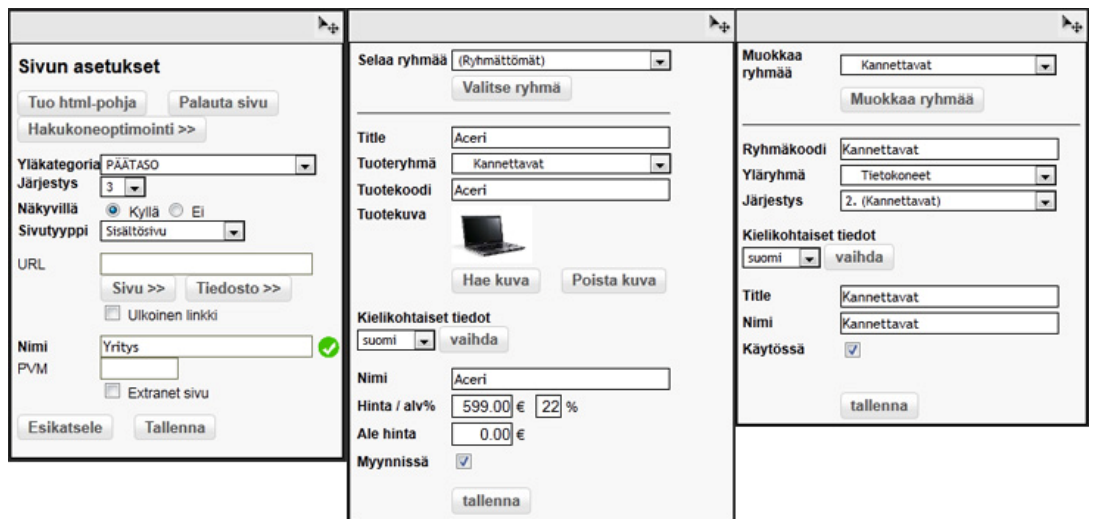 Sivun asetukset
Tuo html-pohja Palauta sivu
Hakukoneoptimointi >>
Yläkategoria PÄÄTASO
Järjestys 3
Näkyvillä Kyllä Ei
Sivutyyppi Sisältösivu
URL
Sivu >> Tiedosto >>
Ulkoinen linkki
Nimi Yritys
PVM
Extranet sivu
Esikatsele Tallenna
Selaa ryhmää (Ryhmättömät)
Valitse ryhmä
Title Aceri
Tuoteryhmä Kannettavat
Tuotekoodi Aceri
Tuotekuva
Hae kuva Poista kuva
Kielikohtaiset tiedot
suomi vaihda
Nimi Aceri
Hinta / alv% 599.00 € 22 %
Ale hinta 0.00 €
Myynnissä
tallenna
Muokkaa
ryhmää Kannettavat
Muokkaa ryhmää
Ryhmäkoodi Kannettavat
Yläryhmä Tietokoneet
Järjestys 2. (Kannettavat)
Kielikohtaiset tiedot
suomi vaihda
Title Kannettavat
Nimi Kannettavat
Käytössä
tallenna